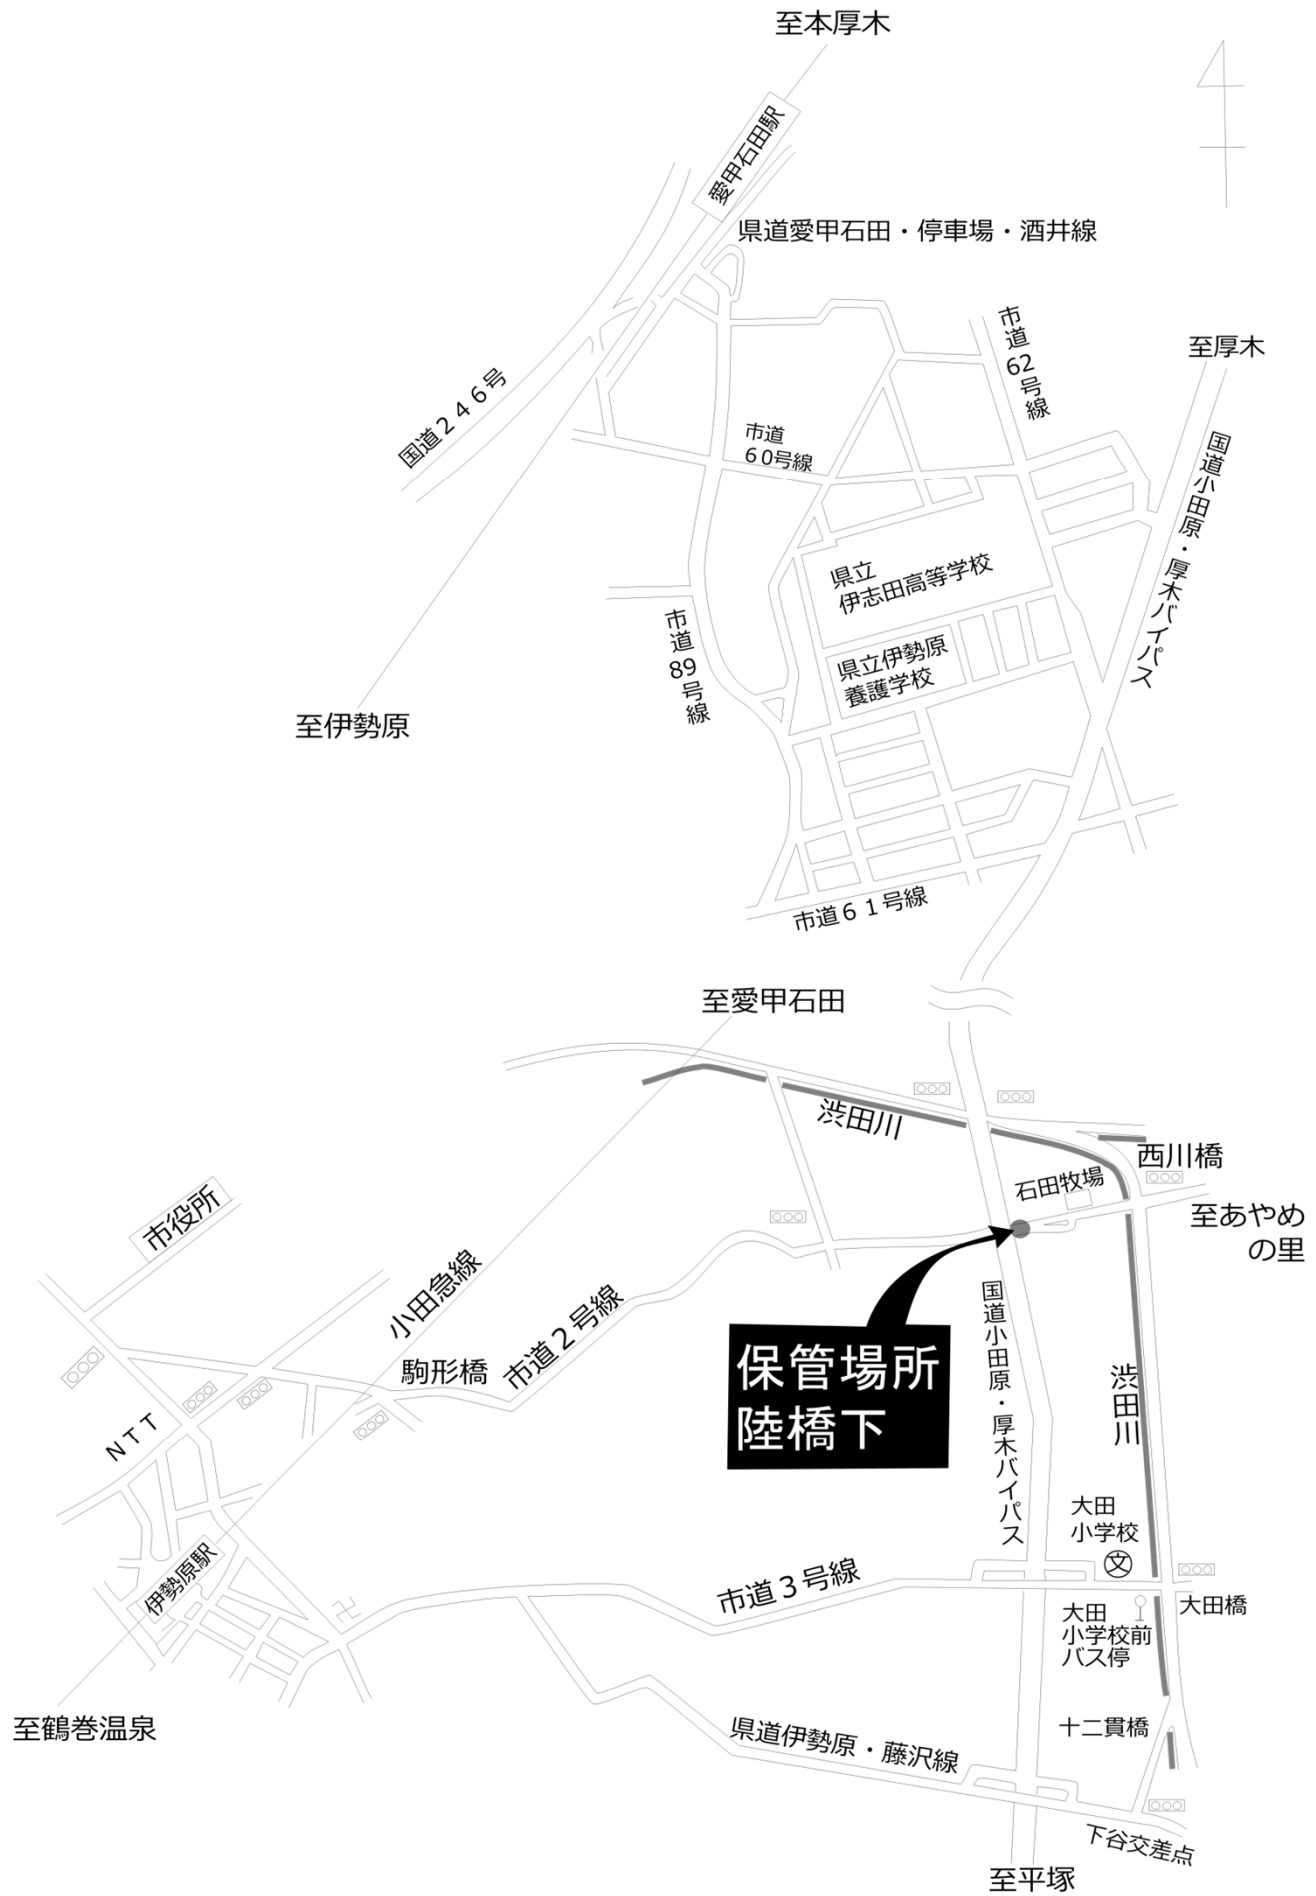 至本厚木
愛甲石田駅
県道愛甲石田・停車場・酒井線
市道62号線
至厚木
国道２４６号
市道
６０号線
国道小田原・厚木バイパス
県立
伊志田高等学校
市道89号線
県立伊勢原
養護学校
至伊勢原
市道６１号線
至愛甲石田
渋田川
西川橋
石田牧場
市役所
至あやめ
の里
小田急線
市道２号線
駒形橋
国道小田原・厚木バイパス
保管場所
陸橋下
渋田川
ＮＴＴ
大田
小学校
文
伊勢原駅
市道３号線
大田橋
大田
小学校前
バス停
至鶴巻温泉
十二貫橋
県道伊勢原・藤沢線
下谷交差点
至平塚